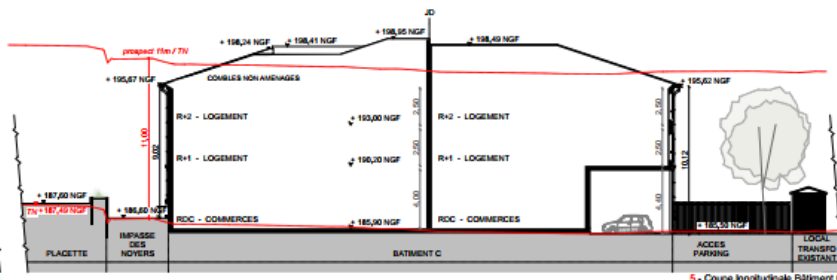 JD
+ 198,95 NGF
+ 198,24 NGF
+ 198,41 NGF
+ 198,49 NGF
prospect 11m / TN
+ 195,67 NGF
COMBLES NON AMENAGES
+ 195,62 NGF
11,00
9,02
R+2 - LOGEMENT
+ 193,00 NGF
2,50
R+2 - LOGEMENT
2,50
R+1 - LOGEMENT
+ 190,20 NGF
2,50
R+1 - LOGEMENT
2,50
10,12
+ 187,60 NGF
TN + 187,49 NGF
+ 186,60 NGF
RDC - COMMERCES
+ 185,90 NGF
4,00
RDC - COMMERCES
4,40
+ 185,50 NGF
PLACETTE
IMPASSE
DES
NOYERS
BATIMENT C
ACCES
PARKING
LOCAL
TRANSFO
EXISTANT
5 - Coupe longitudinale Bâtiment